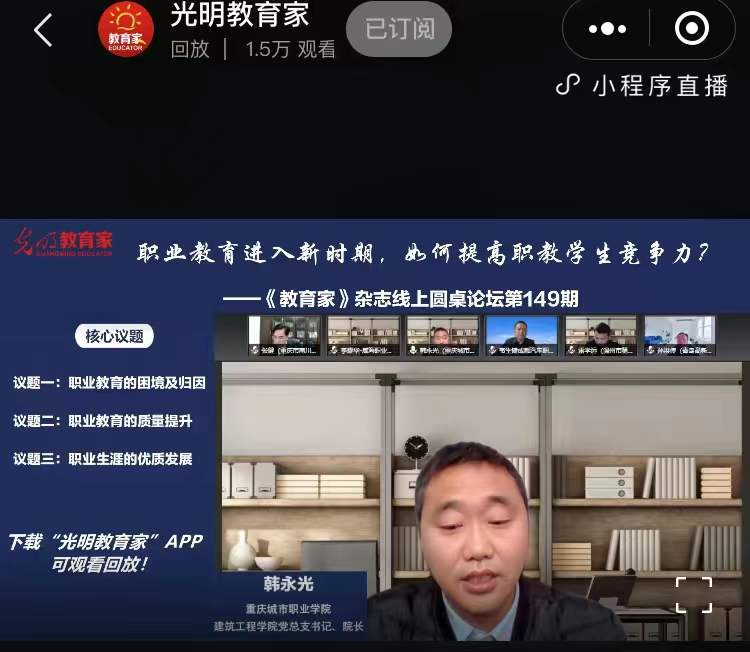 光明教育家
教育家
EDUCATOR
回放 | 1.5万 观看
已订阅
小程序直播
光明教育家
GUANGMING EDUCATOR
职业教育进入新时期，如何提高职教学生竞争力？
——《教育家》杂志线上圆桌论坛第149期
核心议题
议题一：职业教育的困境及归因
议题二：职业教育的质量提升
议题三：职业生涯的优质发展
下载“光明教育家”APP
可观看回放！
韩永光
重庆城市职业学院
建筑工程学院党总支书记、院长